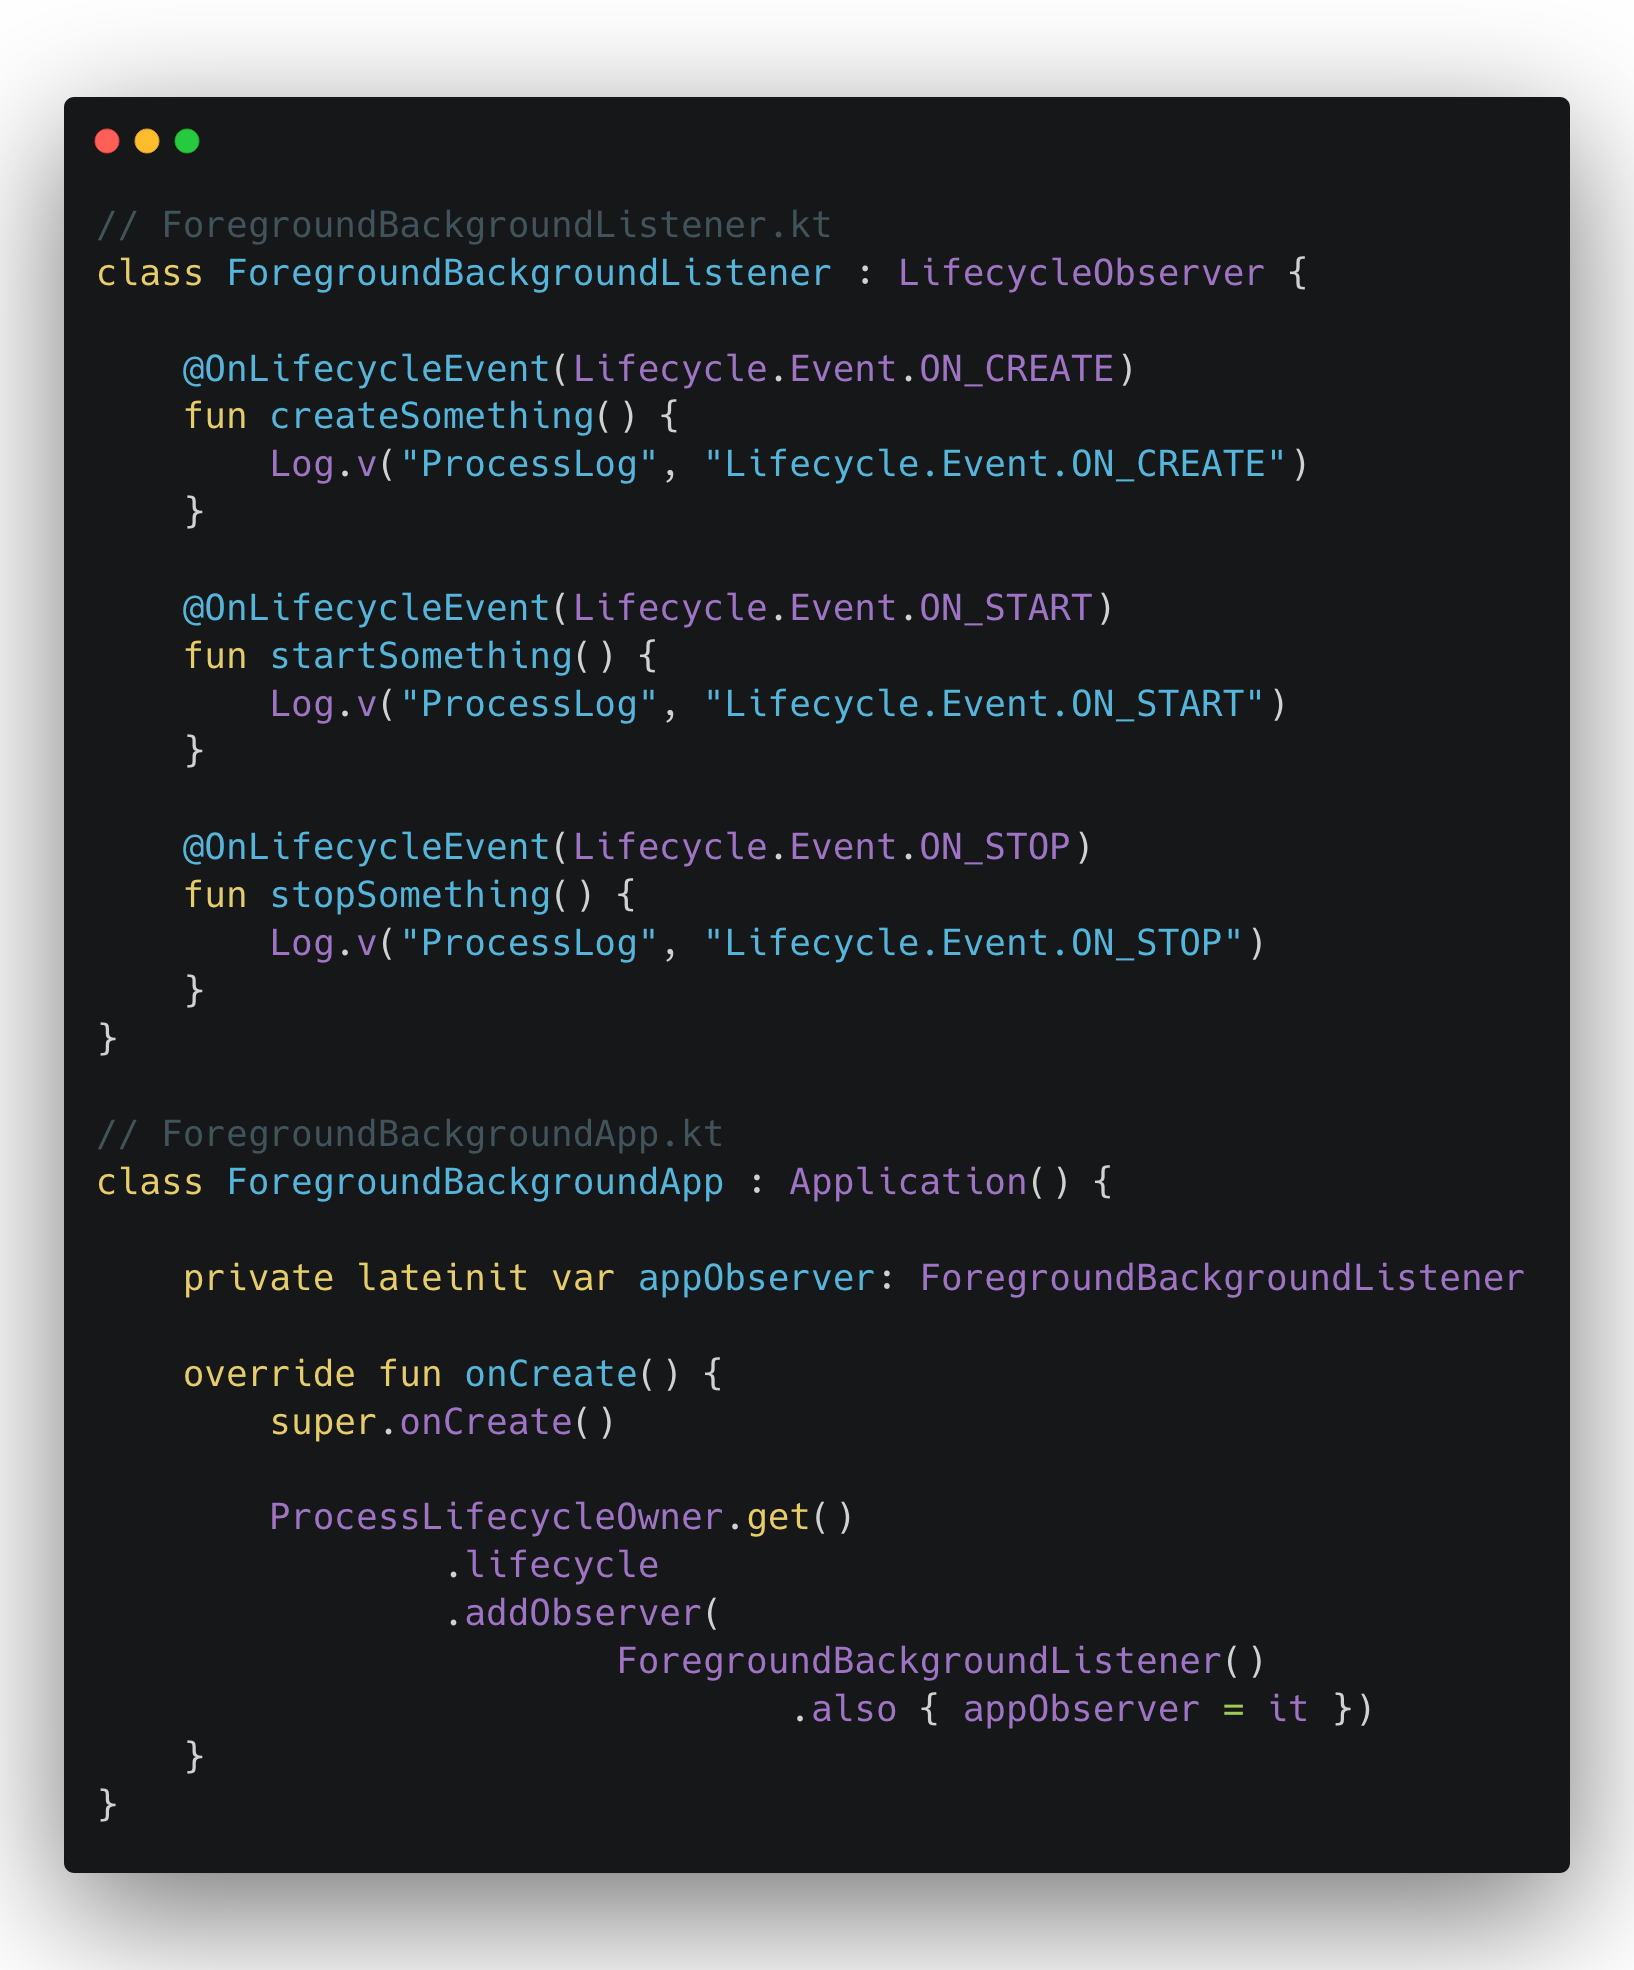 // ForegroundBackgroundListener.kt
class ForegroundBackgroundListener : LifecycleObserver {
@OnLifecycleEvent(Lifecycle.Event.ON_CREATE)
fun createSomething() {
Log.v("ProcessLog", "Lifecycle.Event.ON_CREATE")
}
@OnLifecycleEvent(Lifecycle.Event.ON_START)
fun startSomething() {
Log.v("ProcessLog", "Lifecycle.Event.ON_START")
}
@OnLifecycleEvent(Lifecycle.Event.ON_STOP)
fun stopSomething() {
Log.v("ProcessLog", "Lifecycle.Event.ON_STOP")
}
}
// ForegroundBackgroundApp.kt
class ForegroundBackgroundApp : Application() {
private lateinit var appObserver: ForegroundBackgroundListener
override fun onCreate() {
super.onCreate()
ProcessLifecycleOwner.get()
.lifecycle
.addObserver(
ForegroundBackgroundListener()
.also { appObserver = it })
}
}